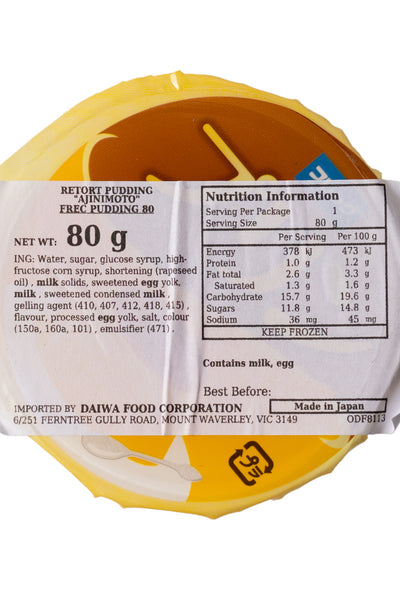 RETORT PUDDING
"AJINIMOTO"
FREC PUDDING 80
NET WT: 80 g
ING: Water, sugar, glucose syrup, high-
fructose corn syrup, shortening (rapeseed
oil) , milk solids, sweetened egg yolk,
milk , sweetened condensed milk ,
gelling agent (410, 407, 412, 418, 415) ,
flavour, processed egg yolk, salt, colour
(150a, 160a, 101) , emulsifier (471) .
Nutrition Information
Serving Per Package 1
Serving Size 80 g
Per Serving Per 100 g
Energy 378 kJ 473 kJ
Protein 1.0 g 1.2 g
Fat total 2.6 g 3.3 g
Saturated 1.3 g 1.6 g
Carbohydrate 15.7 g 19.6 g
Sugars 11.8 g 14.8 g
Sodium 36 mg 45 mg
KEEP FROZEN
Contains milk, egg
Best Before:
IMPORTED BY DAIWA FOOD CORPORATION
6/251 FERNTREE GULLY ROAD, MOUNT WAVERLEY, VIC 3149
Made in Japan
ODF8113
プラ